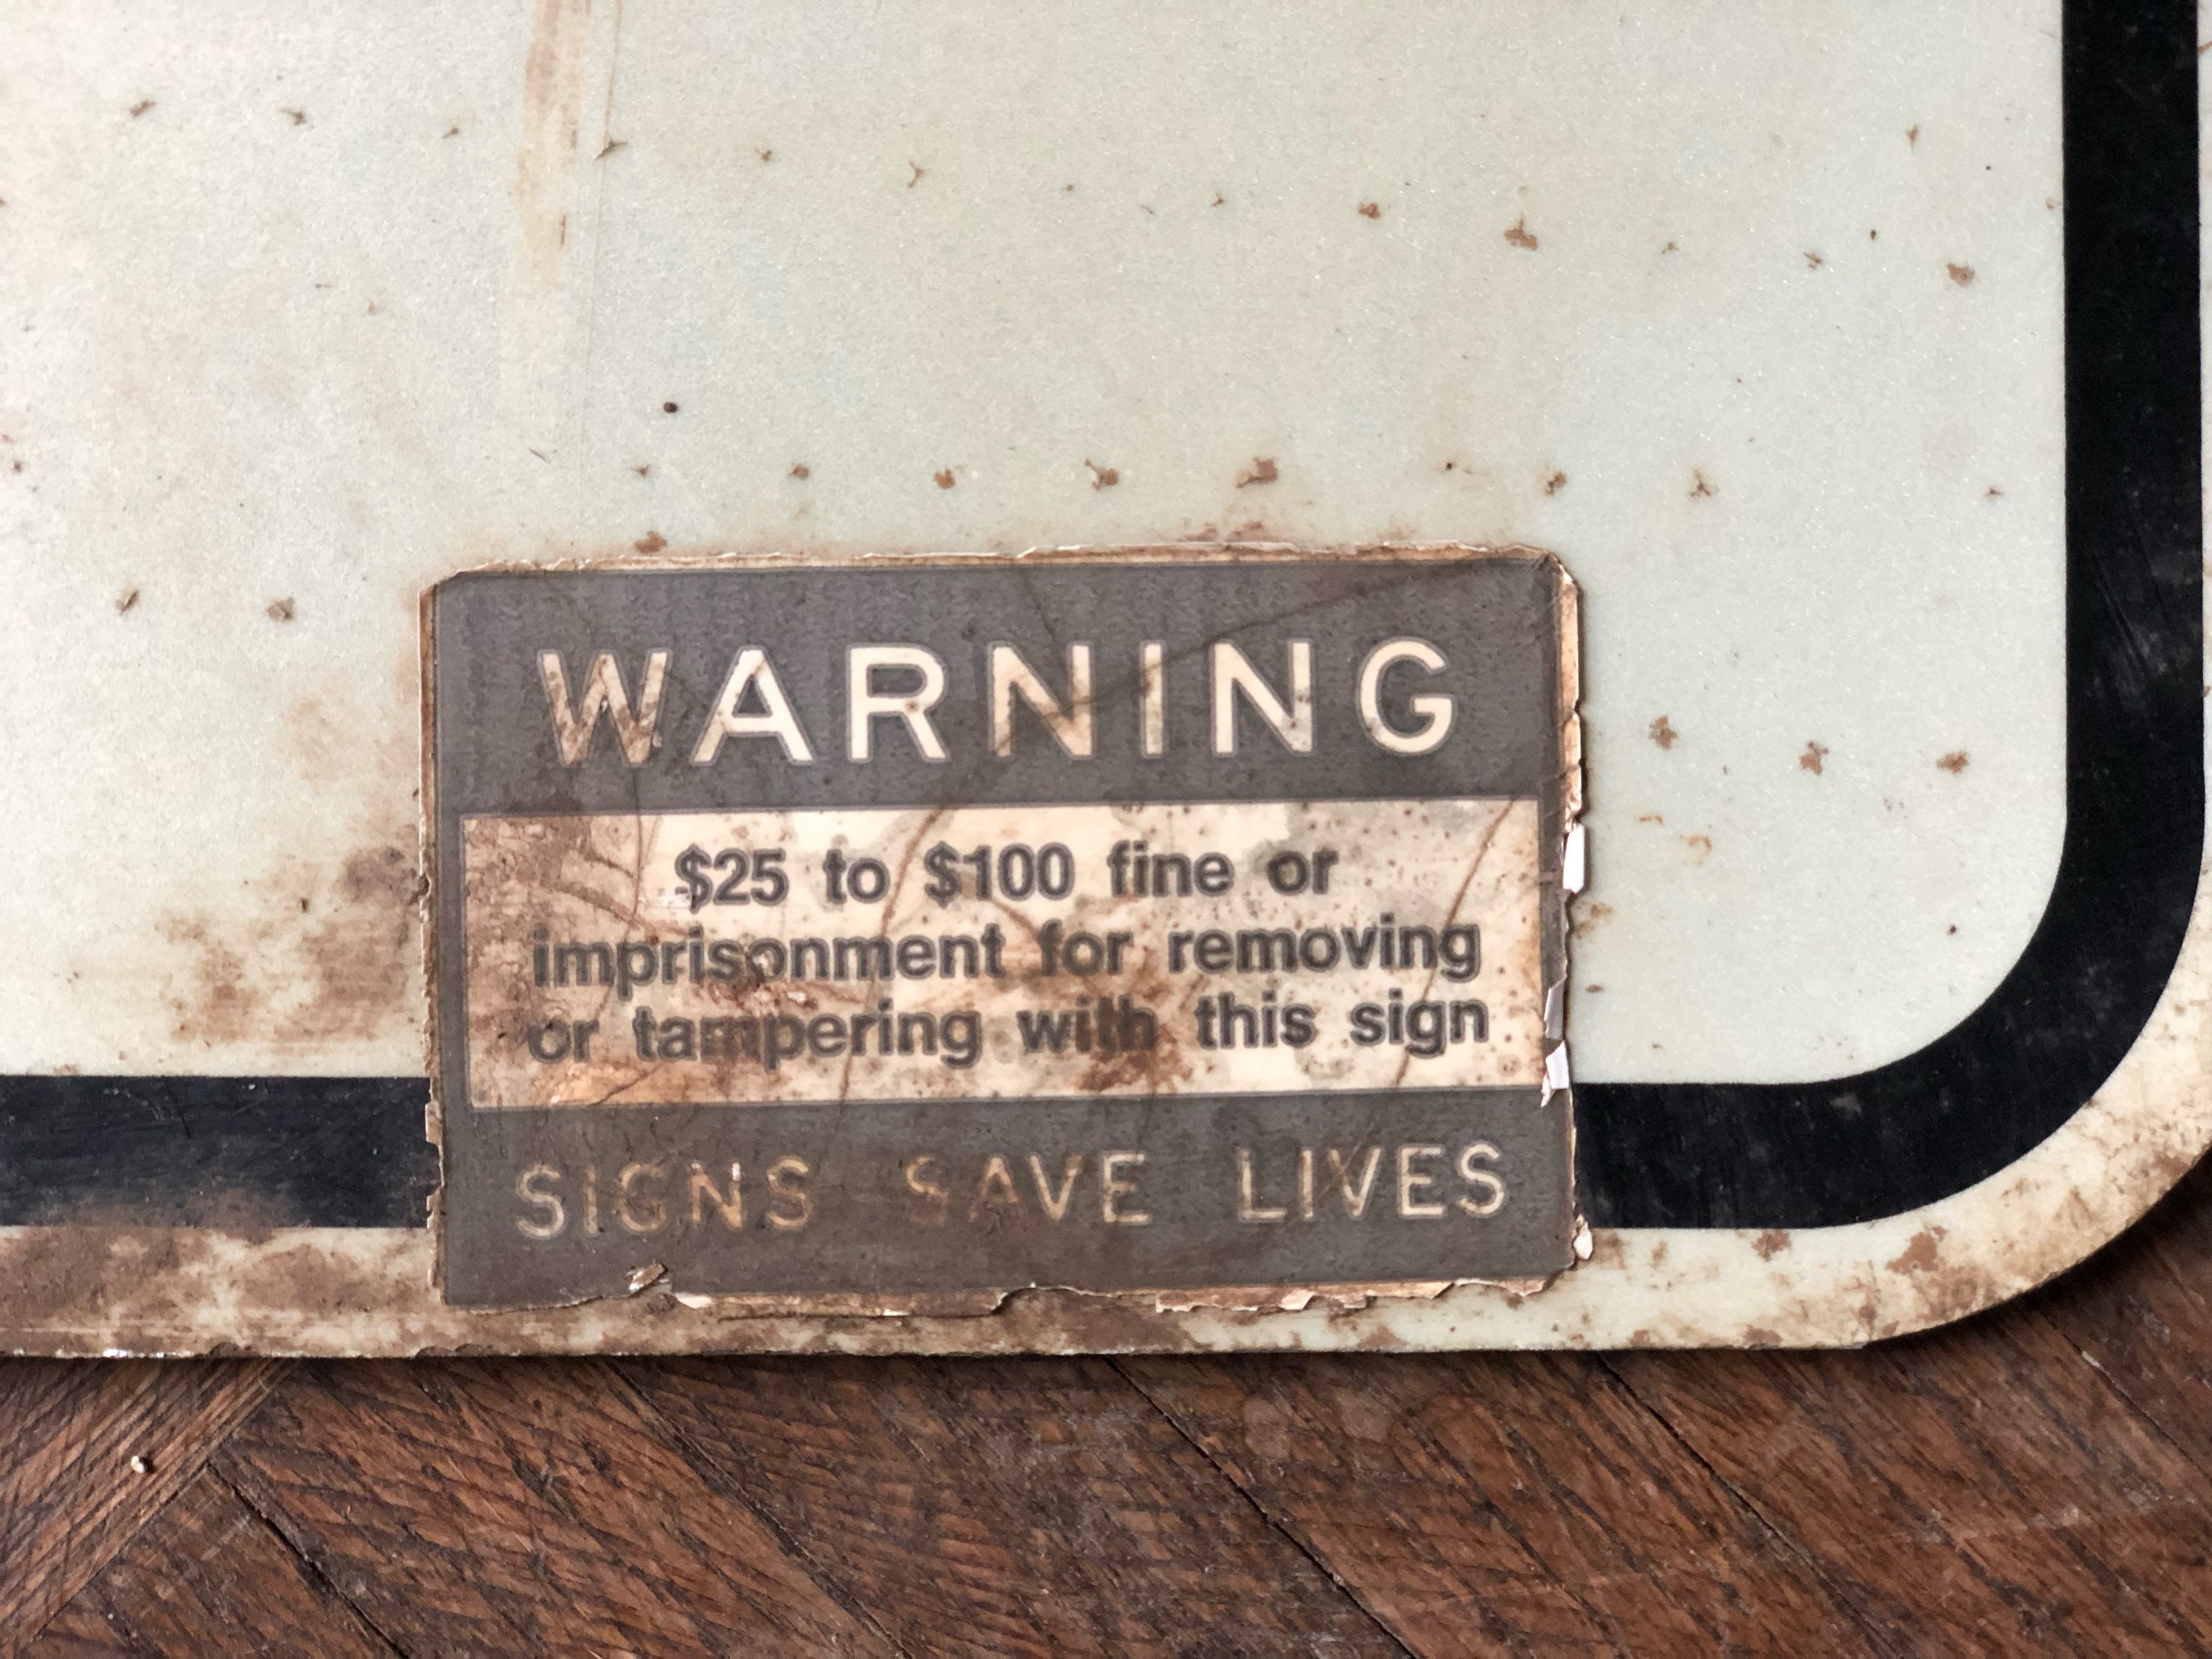 WARNING
$25 to $100 fine or
imprisonment for removing
or tampering with this sign
SIGNS SAVE LIVES